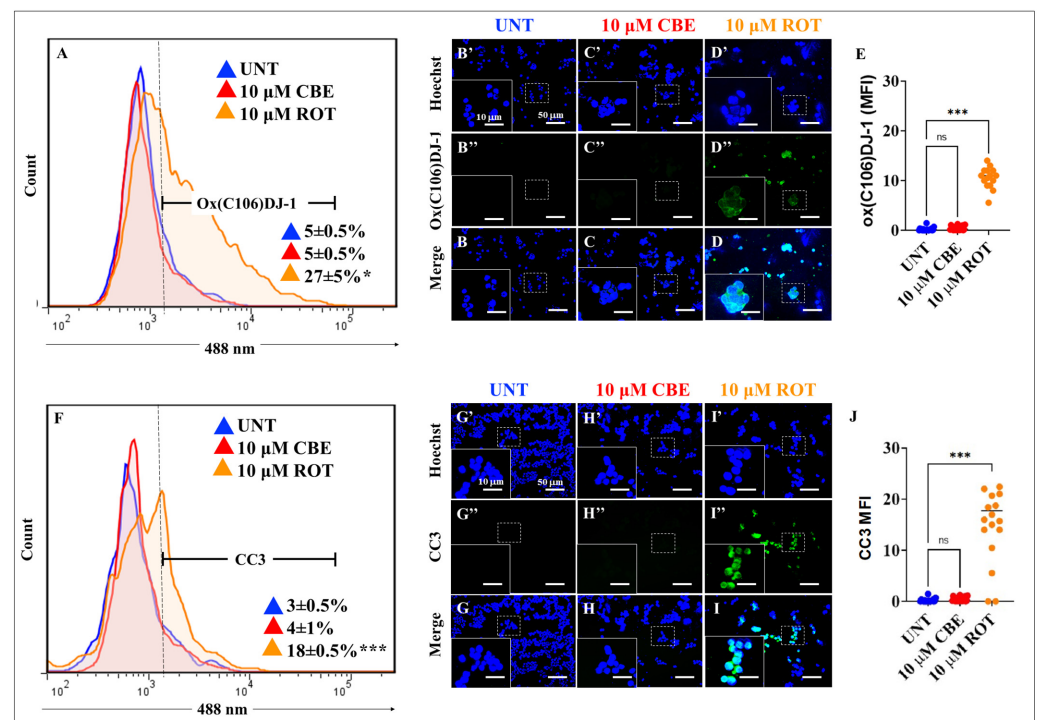 A
UNT
10 μM CBE
10 μM ROT
Count
Ox(C106)DJ-1
5±0.5%
5±0.5%
27±5%*
10² 10³ 10⁴ 10⁵
488 nm
UNT 10 μM CBE 10 μM ROT
Hoechst
B’ C’ D’
10 μm 50 μm
Ox(C106)DJ-1
B’’ C’’ D’’
Merge
B C D
E
ox(C106)DJ-1 (MFI)
30
20
10
0
***
ns
UNT
10 μM CBE
10 μM ROT
F
UNT
10 μM CBE
10 μM ROT
Count
CC3
3±0.5%
4±1%
18±0.5%***
10² 10³ 10⁴ 10⁵
488 nm
UNT 10 μM CBE 10 μM ROT
Hoechst
G’ H’ I’
10 μm 50 μm
CC3
G’’ H’’ I’’
Merge
G H I
J
CC3 MFI
30
20
10
0
***
ns
UNT
10 μM CBE
10 μM ROT